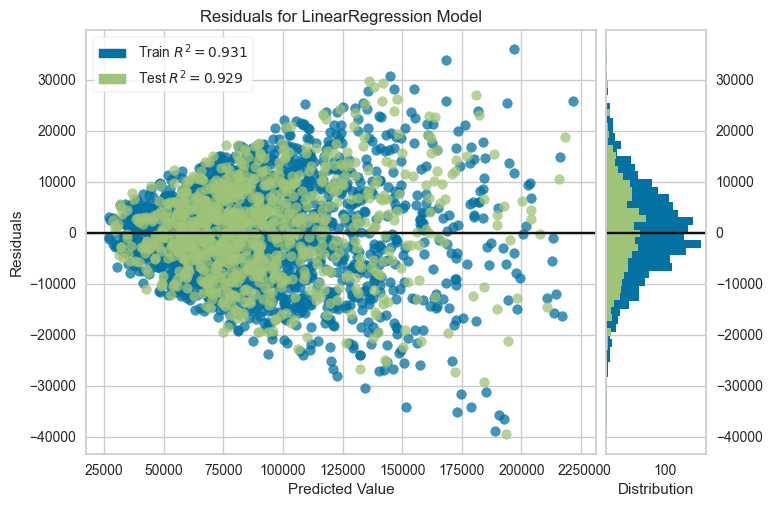 Residuals for LinearRegression Model
Train R² = 0.931
Test R² = 0.929
30000
20000
10000
0
−10000
−20000
−30000
−40000
Residuals
25000 50000 75000 100000 125000 150000 175000 200000 225000
Predicted Value
30000
20000
10000
0
−10000
−20000
−30000
−40000
0
100
Distribution